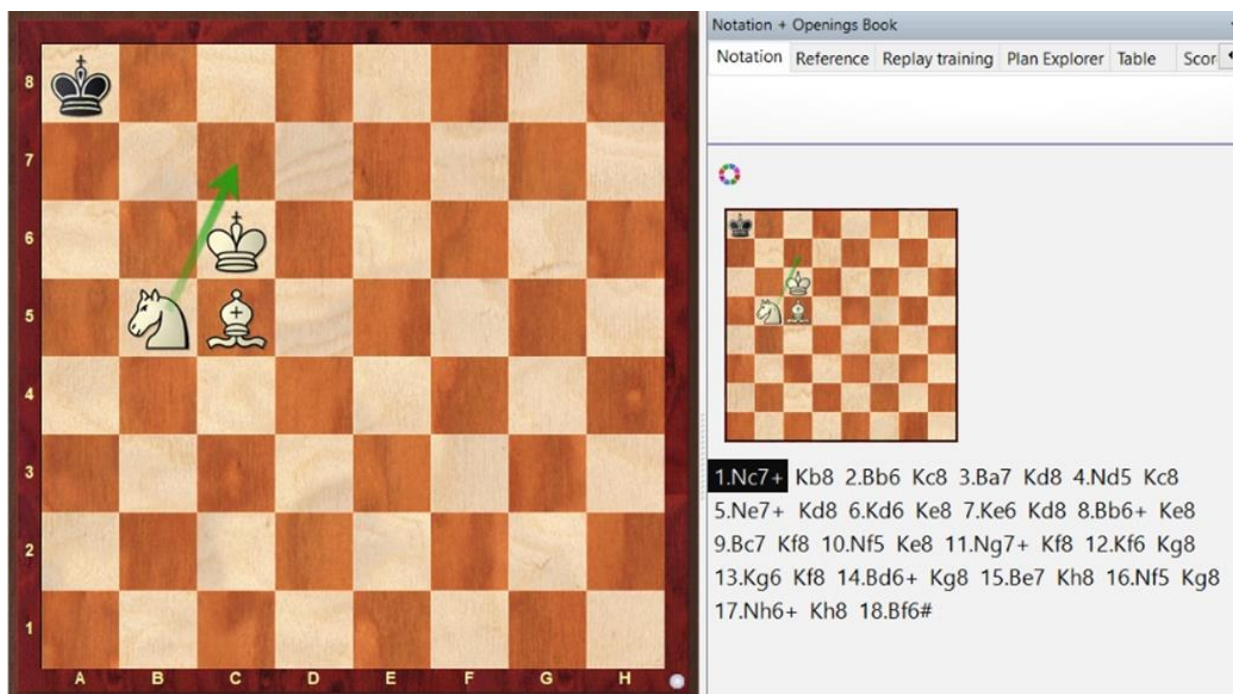 Notation + Openings Book
Notation Reference Replay training Plan Explorer Table Scor
8
7
6
5
4
3
2
1
A B C D E F G H
1.Nc7+ Kb8 2.Bb6 Kc8 3.Ba7 Kd8 4.Nd5 Kc8
5.Ne7+ Kd8 6.Kd6 Ke8 7.Ke6 Kd8 8.Bb6+ Ke8
9.Bc7 Kf8 10.Nf5 Ke8 11.Ng7+ Kf8 12.Kf6 Kg8
13.Kg6 Kf8 14.Bd6+ Kg8 15.Be7 Kh8 16.Nf5 Kg8
17.Nh6+ Kh8 18.Bf6#